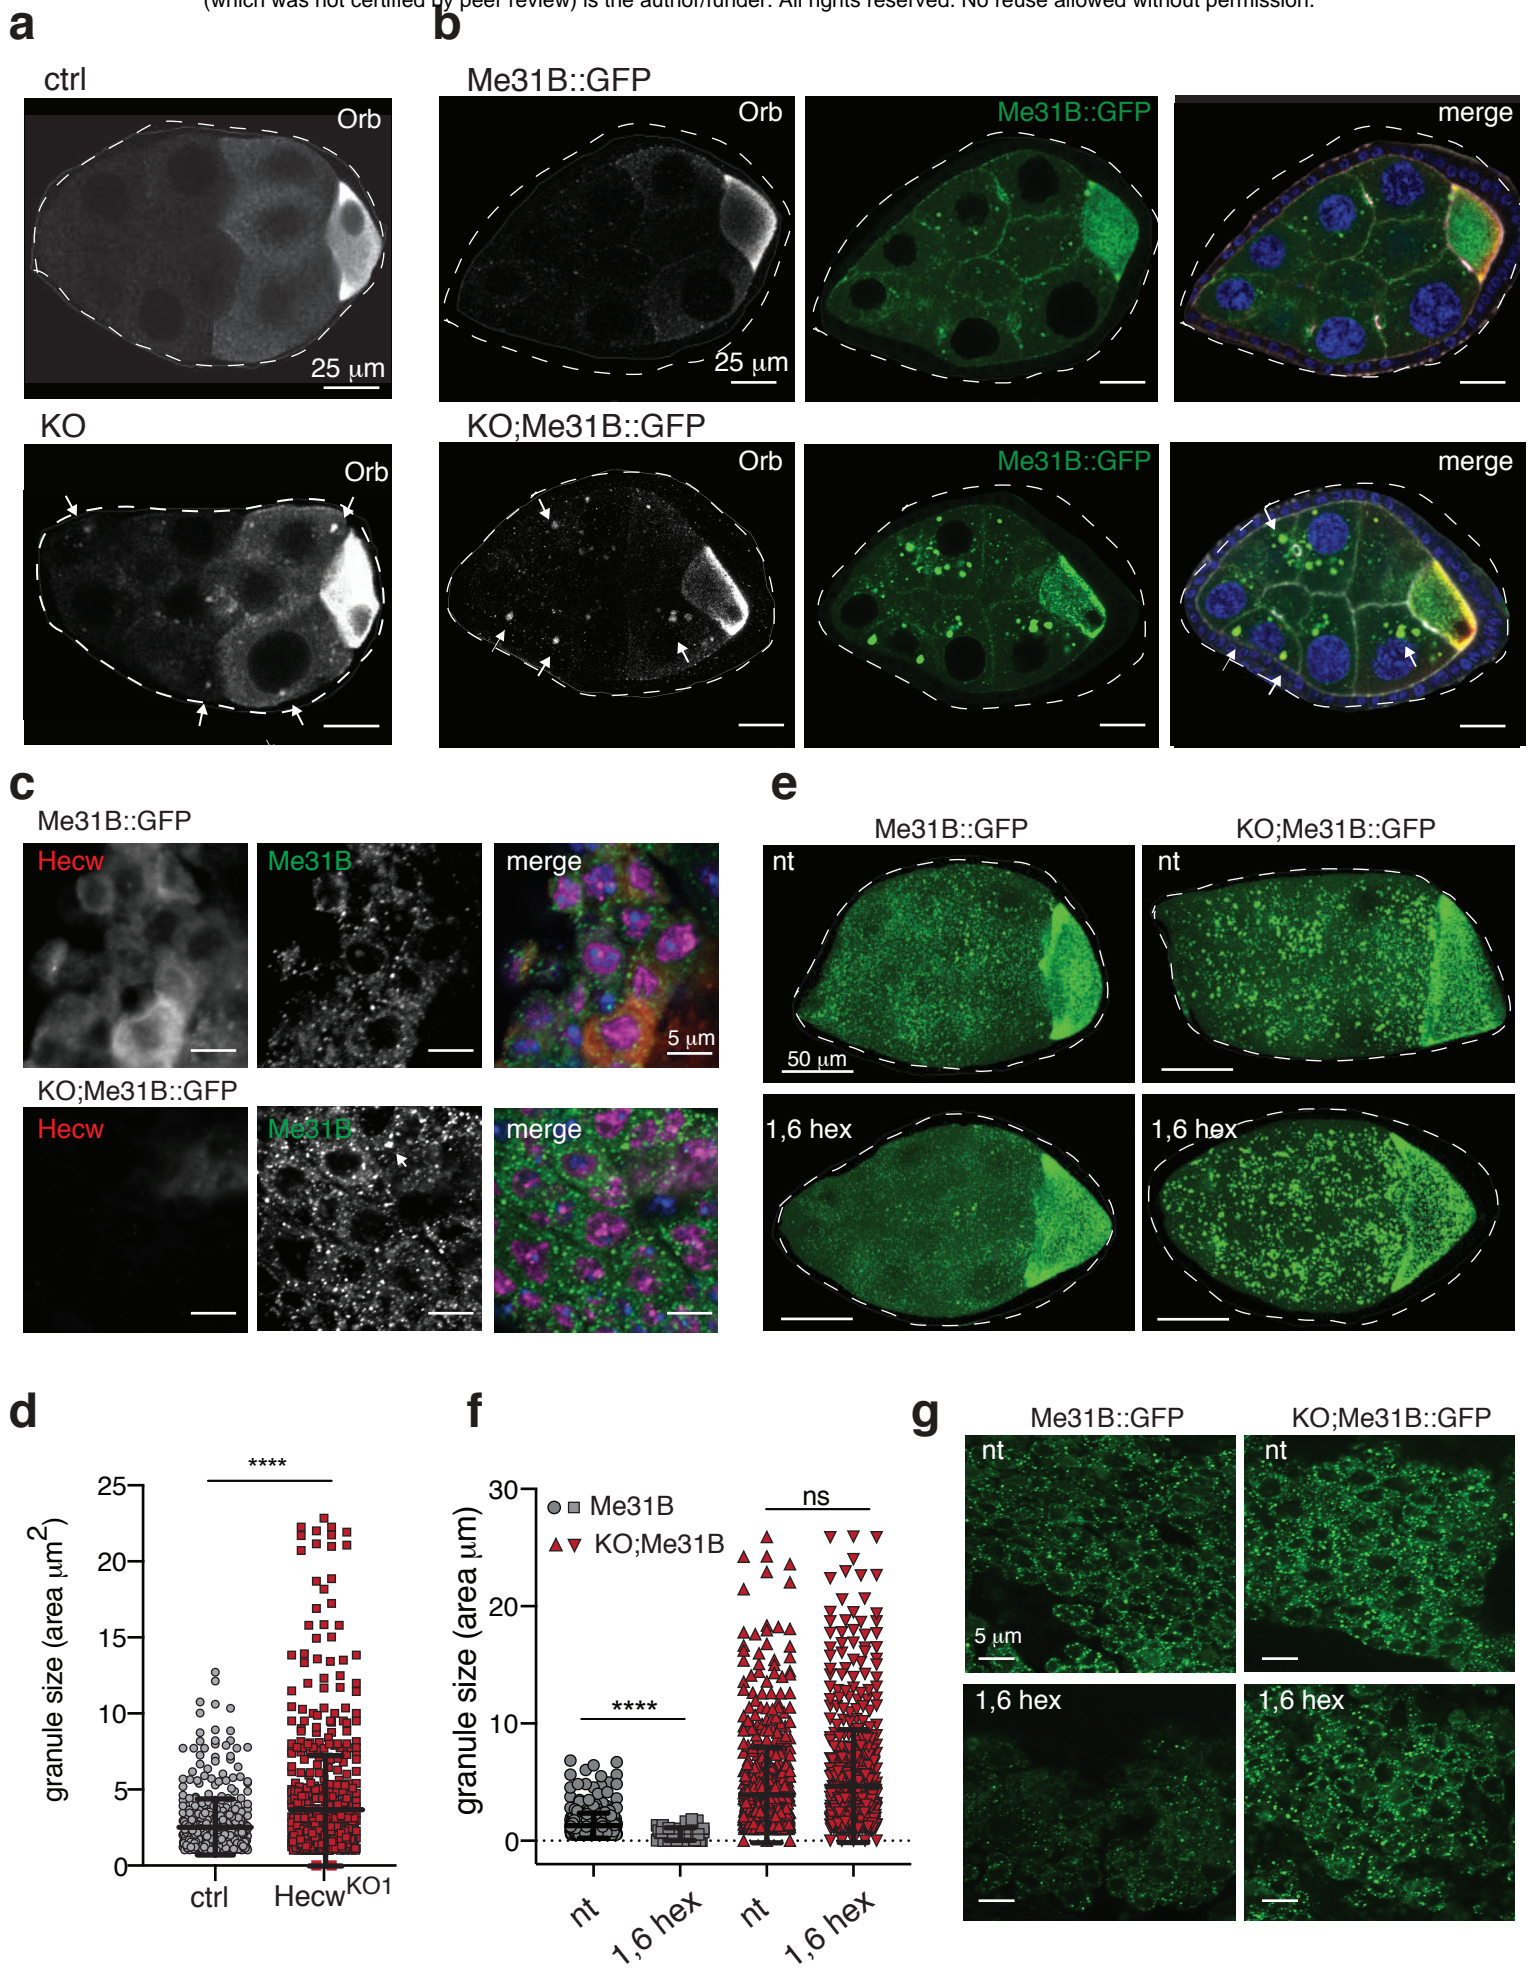 (which was not certified by peer review) is the author/funder. All rights reserved. No reuse allowed without permission.
a
b
ctrl
Orb
25 µm
KO
Orb
Me31B::GFP
Orb
Me31B::GFP
merge
25 µm
KO;Me31B::GFP
Orb
Me31B::GFP
merge
c
Me31B::GFP
Hecw
Me31B
merge
5 µm
KO;Me31B::GFP
Hecw
Me31B
merge
e
Me31B::GFP
KO;Me31B::GFP
nt
nt
50 µm
1,6 hex
1,6 hex
d
****
granule size (area µm2)
25
20
15
10
5
0
ctrl
HecwKO1
f
granule size (area µm)
30
20
10
0
Me31B
KO;Me31B
****
ns
nt
1,6 hex
nt
1,6 hex
g
Me31B::GFP
KO;Me31B::GFP
nt
nt
5 µm
1,6 hex
1,6 hex